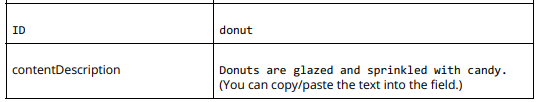 ID donut
contentDescription Donuts are glazed and sprinkled with candy.
(You can copy/paste the text into the field.)